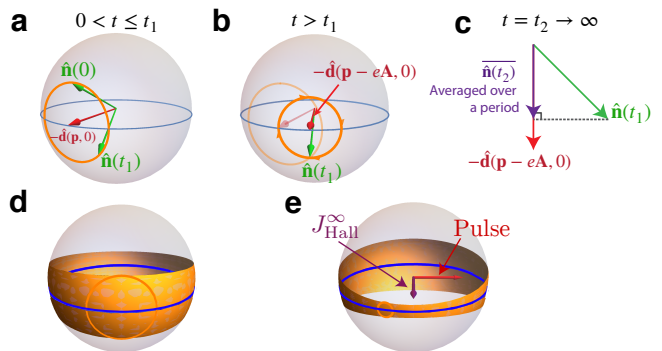 a
0 < t ≤ t₁
n̂(0)
−d̂(p, 0)
n̂(t₁)
b
t > t₁
−d̂(p − eA, 0)
n̂(t₁)
c
t = t₂ → ∞
n̂(t₂)̅
Averaged over
a period
n̂(t₁)
−d̂(p − eA, 0)
d
e
J∞Hall
Pulse